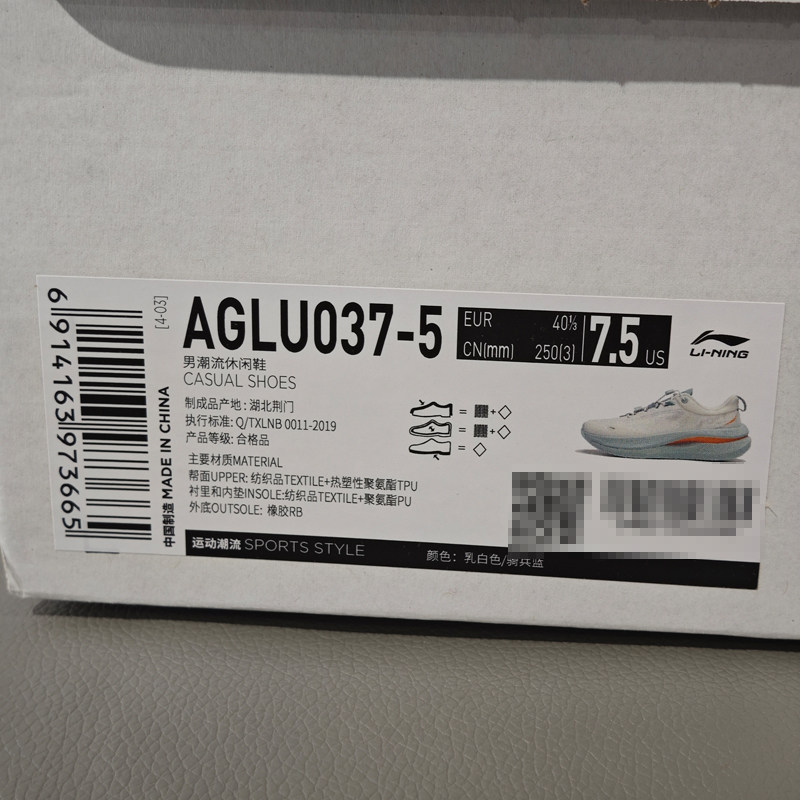 6 914163 973665
[4-03]
中国制造 MADE IN CHINA
AGLU037-5
EUR 40⅓
CN(mm) 250(3)
7.5 US
LI-NING
男潮流休闲鞋
CASUAL SHOES
制成品产地: 湖北荆门
执行标准: Q/TXLNB 0011-2019
产品等级: 合格品
主要材质MATERIAL
帮面UPPER: 纺织品TEXTILE+热塑性聚氨酯TPU
衬里和内垫INSOLE:纺织品TEXTILE+聚氨酯PU
外底OUTSOLE: 橡胶RB
运动潮流 SPORTS STYLE
颜色: 乳白色/骑兵蓝